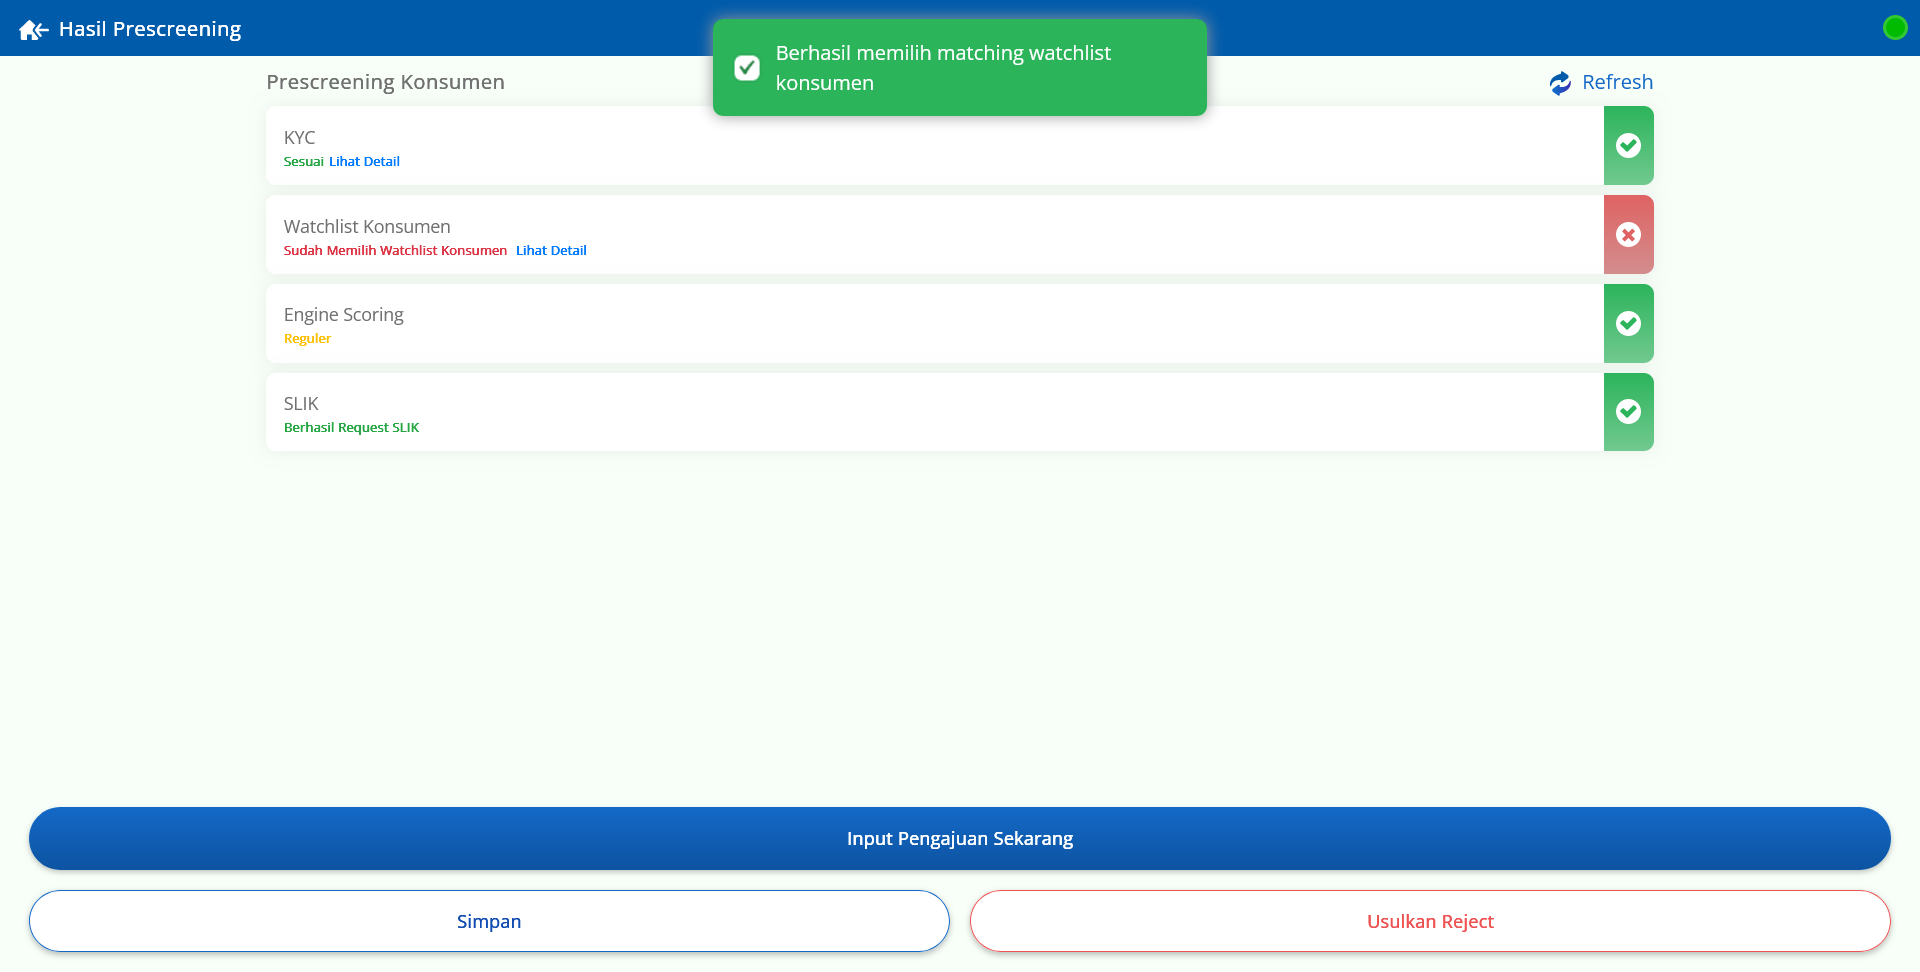 Hasil Prescreening
Berhasil memilih matching watchlist
konsumen
Prescreening Konsumen
Refresh
KYC
Sesuai Lihat Detail
Watchlist Konsumen
Sudah Memilih Watchlist Konsumen Lihat Detail
Engine Scoring
Reguler
SLIK
Berhasil Request SLIK
Input Pengajuan Sekarang
Simpan
Usulkan Reject